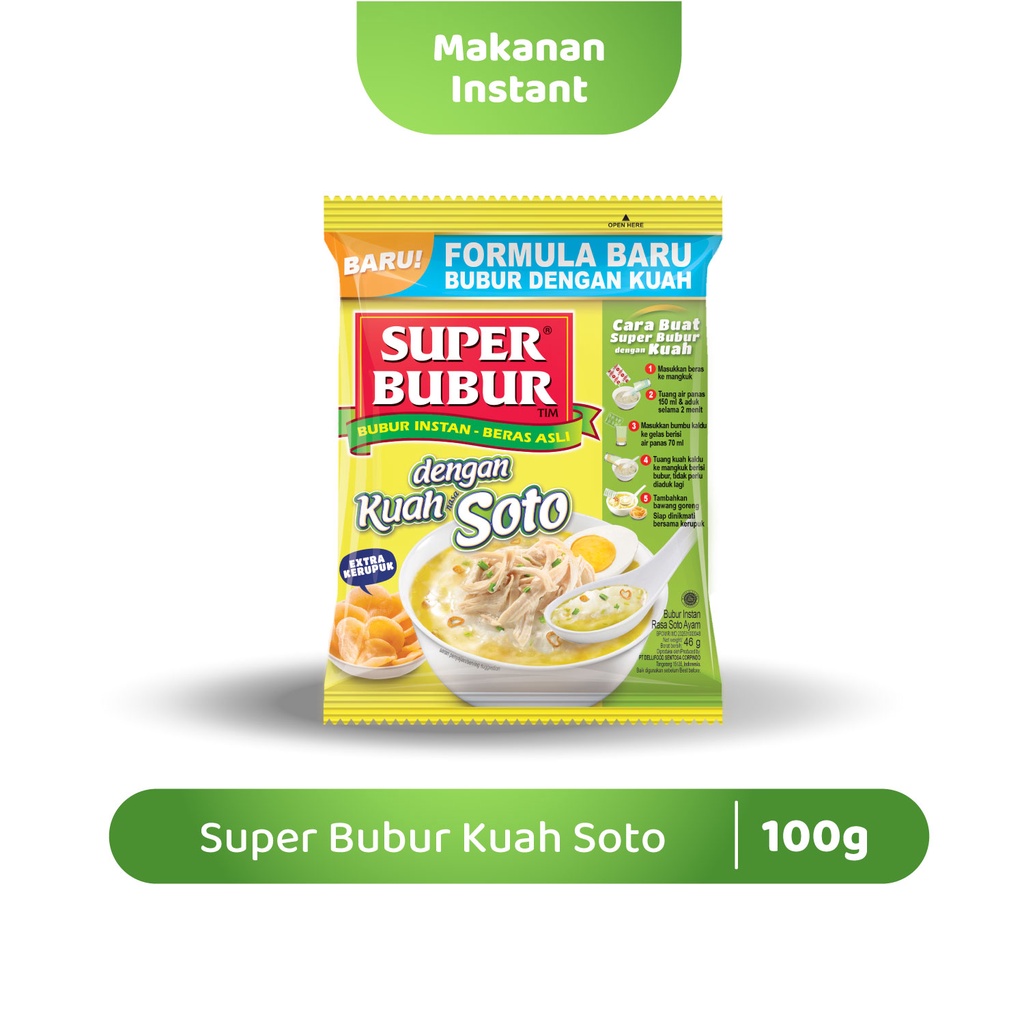 Makanan
Instant
OPEN HERE
BARU!
FORMULA BARU
BUBUR DENGAN KUAH
SUPER®
BUBUR
TIM
BUBUR INSTAN - BERAS ASLI
dengan
Kuah rasa Soto
EXTRA
KERUPUK
Cara Buat
Super Bubur
dengan Kuah
1 Masukkan beras
ke mangkuk
2 Tuang air panas
150 ml & aduk
selama 2 menit
3 Masukkan bumbu kaldu
ke gelas berisi
air panas 70 ml
4 Tuang kuah kaldu
ke mangkuk berisi
bubur, tidak perlu
diaduk lagi
5 Tambahkan
bawang goreng
Siap dinikmati
bersama kerupuk
Bubur Instan
Rasa Soto Ayam
46 g
Super Bubur Kuah Soto | 100g